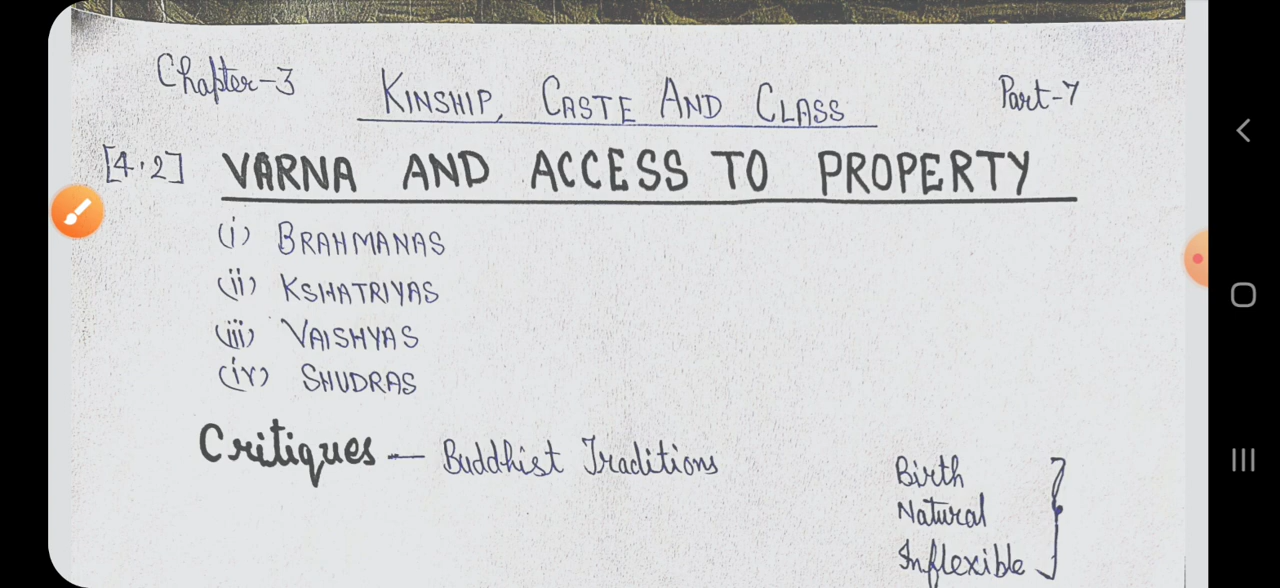 Chapter-3 KINSHIP, CASTE AND CLASS Part-7
[4.2] VARNA AND ACCESS TO PROPERTY
(i) BRAHMANAS
(ii) KSHATRIYAS
(iii) VAISHYAS
(iv) SHUDRAS
Critiques — Buddhist Traditions
Birth
Natural
Inflexible